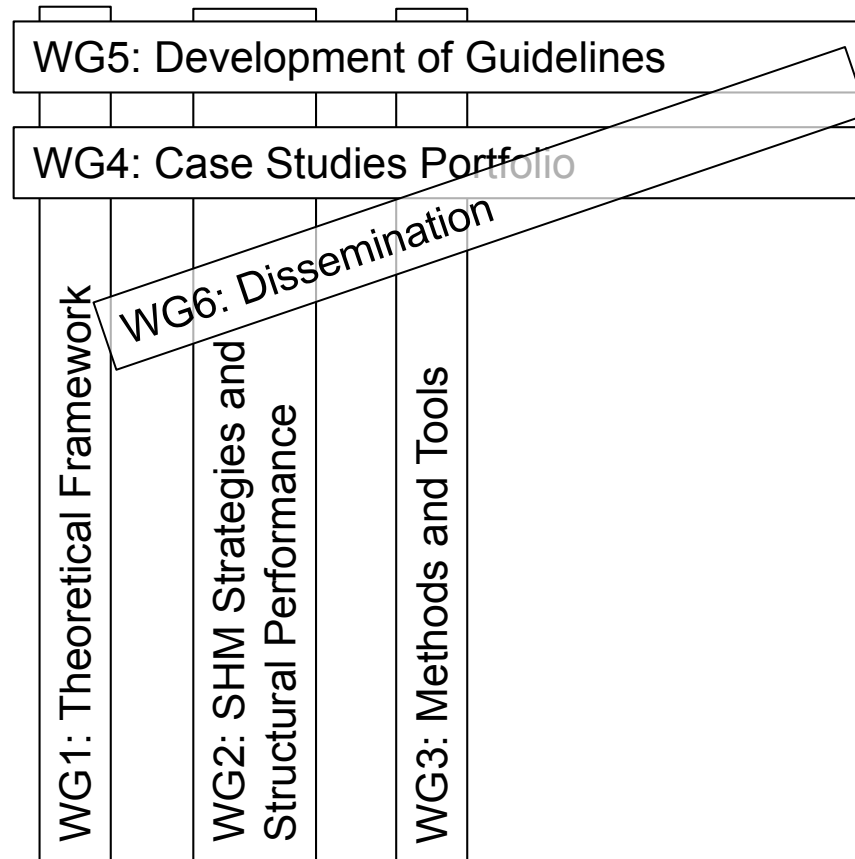 WG5: Development of Guidelines
WG4: Case Studies Portfolio
WG6: Dissemination
WG1: Theoretical Framework
WG2: SHM Strategies and
Structural Performance
WG3: Methods and Tools